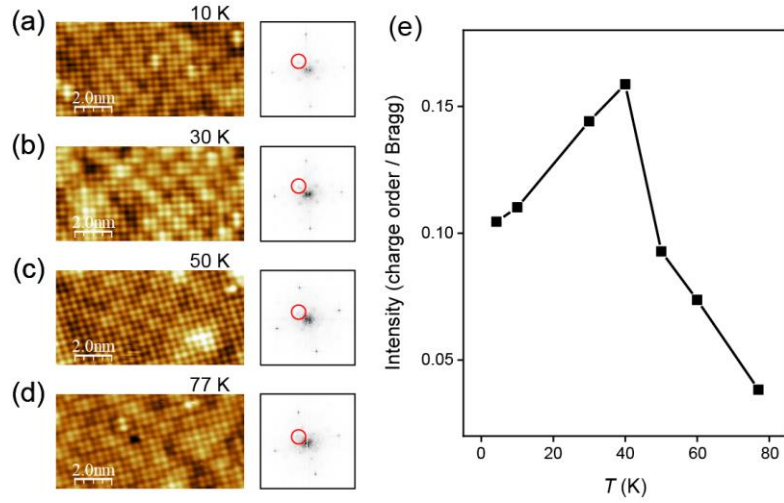 (a)
10 K
2.0nm
(b)
30 K
2.0nm
(c)
50 K
2.0nm
(d)
77 K
2.0nm
(e)
Intensity (charge order / Bragg)
0.15
0.10
0.05
0 20 40 60 80
T (K)